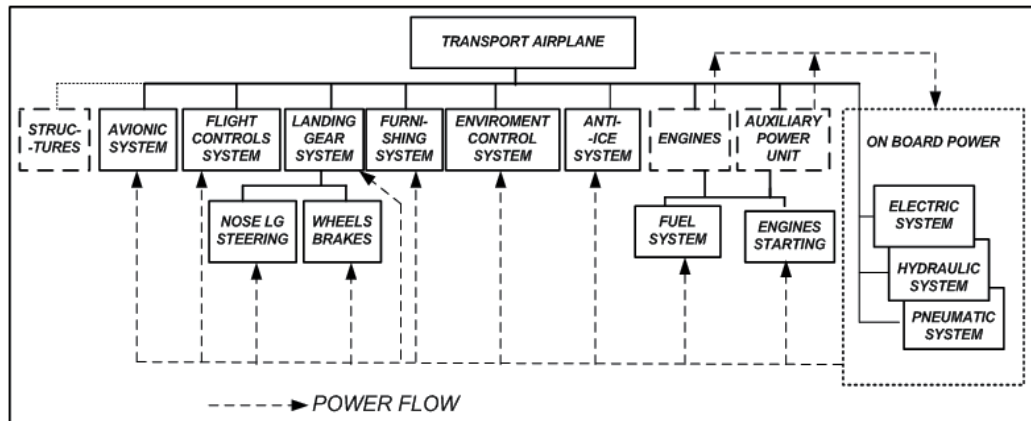 TRANSPORT AIRPLANE
STRUC-
-TURES
AVIONIC
SYSTEM
FLIGHT
CONTROLS
SYSTEM
LANDING
GEAR
SYSTEM
FURNI-
SHING
SYSTEM
ENVIROMENT
CONTROL
SYSTEM
ANTI-
-ICE
SYSTEM
ENGINES
AUXILIARY
POWER
UNIT
ON BOARD POWER
NOSE LG
STEERING
WHEELS
BRAKES
FUEL
SYSTEM
ENGINES
STARTING
ELECTRIC
SYSTEM
HYDRAULIC
SYSTEM
PNEUMATIC
SYSTEM
POWER FLOW